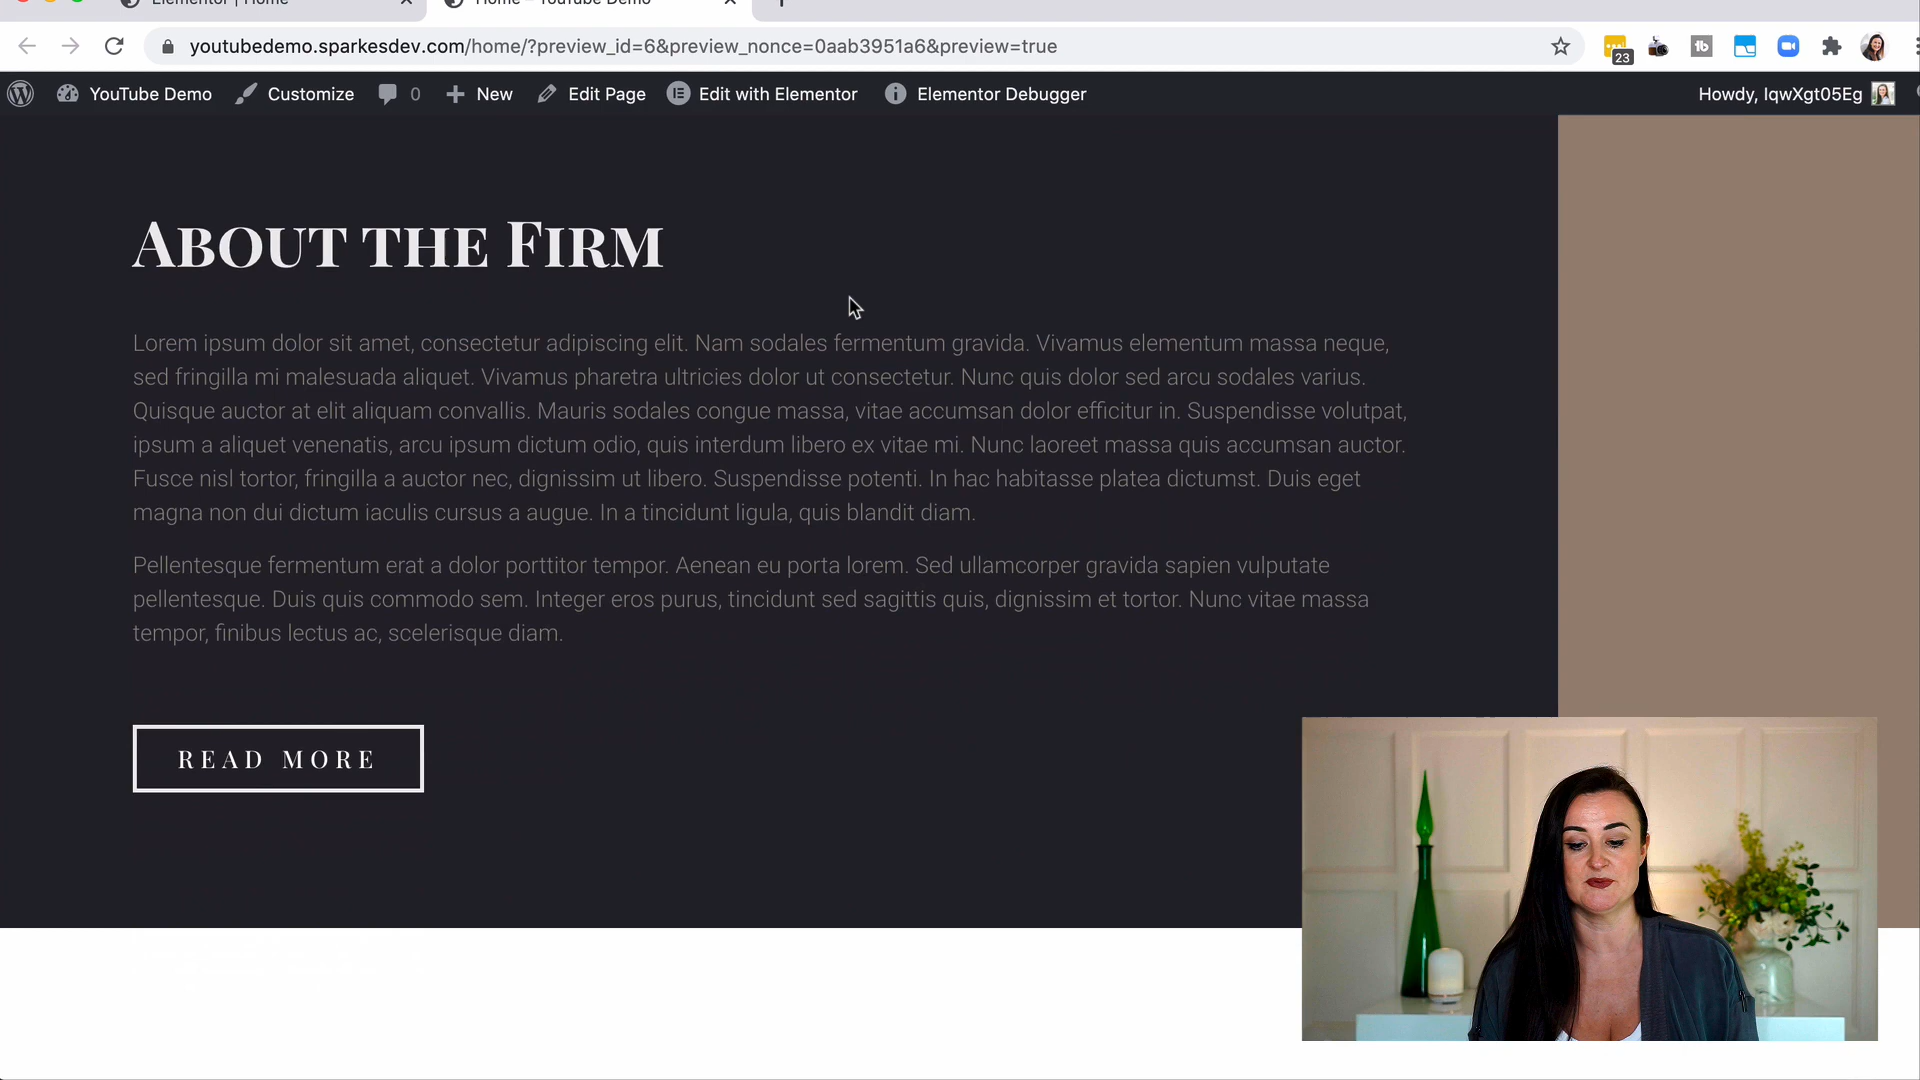 Elementor | Home
Home – YouTube Demo
youtubedemo.sparkesdev.com/home/?preview_id=6&preview_nonce=0aab3951a6&preview=true
23
YouTube Demo Customize 0 New Edit Page Edit with Elementor Elementor Debugger Howdy, IqwXgt05Eg
About the Firm
Lorem ipsum dolor sit amet, consectetur adipiscing elit. Nam sodales fermentum gravida. Vivamus elementum massa neque,
sed fringilla mi malesuada aliquet. Vivamus pharetra ultricies dolor ut consectetur. Nunc quis dolor sed arcu sodales varius.
Quisque auctor at elit aliquam convallis. Mauris sodales congue massa, vitae accumsan dolor efficitur in. Suspendisse volutpat,
ipsum a aliquet venenatis, arcu ipsum dictum odio, quis interdum libero ex vitae mi. Nunc laoreet massa quis accumsan auctor.
Fusce nisl tortor, fringilla a auctor nec, dignissim ut libero. Suspendisse potenti. In hac habitasse platea dictumst. Duis eget
magna non dui dictum iaculis cursus a augue. In a tincidunt ligula, quis blandit diam.
Pellentesque fermentum erat a dolor porttitor tempor. Aenean eu porta lorem. Sed ullamcorper gravida sapien vulputate
pellentesque. Duis quis commodo sem. Integer eros purus, tincidunt sed sagittis quis, dignissim et tortor. Nunc vitae massa
tempor, finibus lectus ac, scelerisque diam.
READ MORE